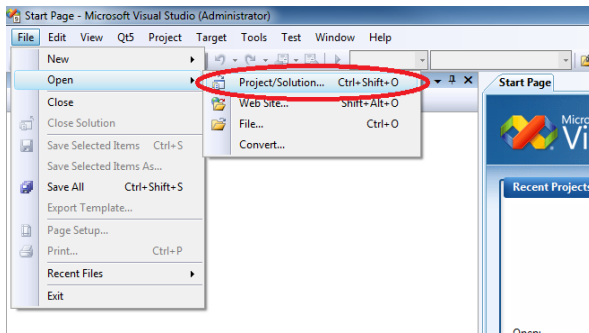 Start Page - Microsoft Visual Studio (Administrator)
File Edit View Qt5 Project Target Tools Test Window Help
New
Open
Close
Close Solution
Save Selected Items Ctrl+S
Save Selected Items As...
Save All Ctrl+Shift+S
Export Template...
Page Setup...
Print... Ctrl+P
Recent Files
Exit
Project/Solution... Ctrl+Shift+O
Web Site... Shift+Alt+O
File... Ctrl+O
Convert...
Start Page
Recent Projects
Open: